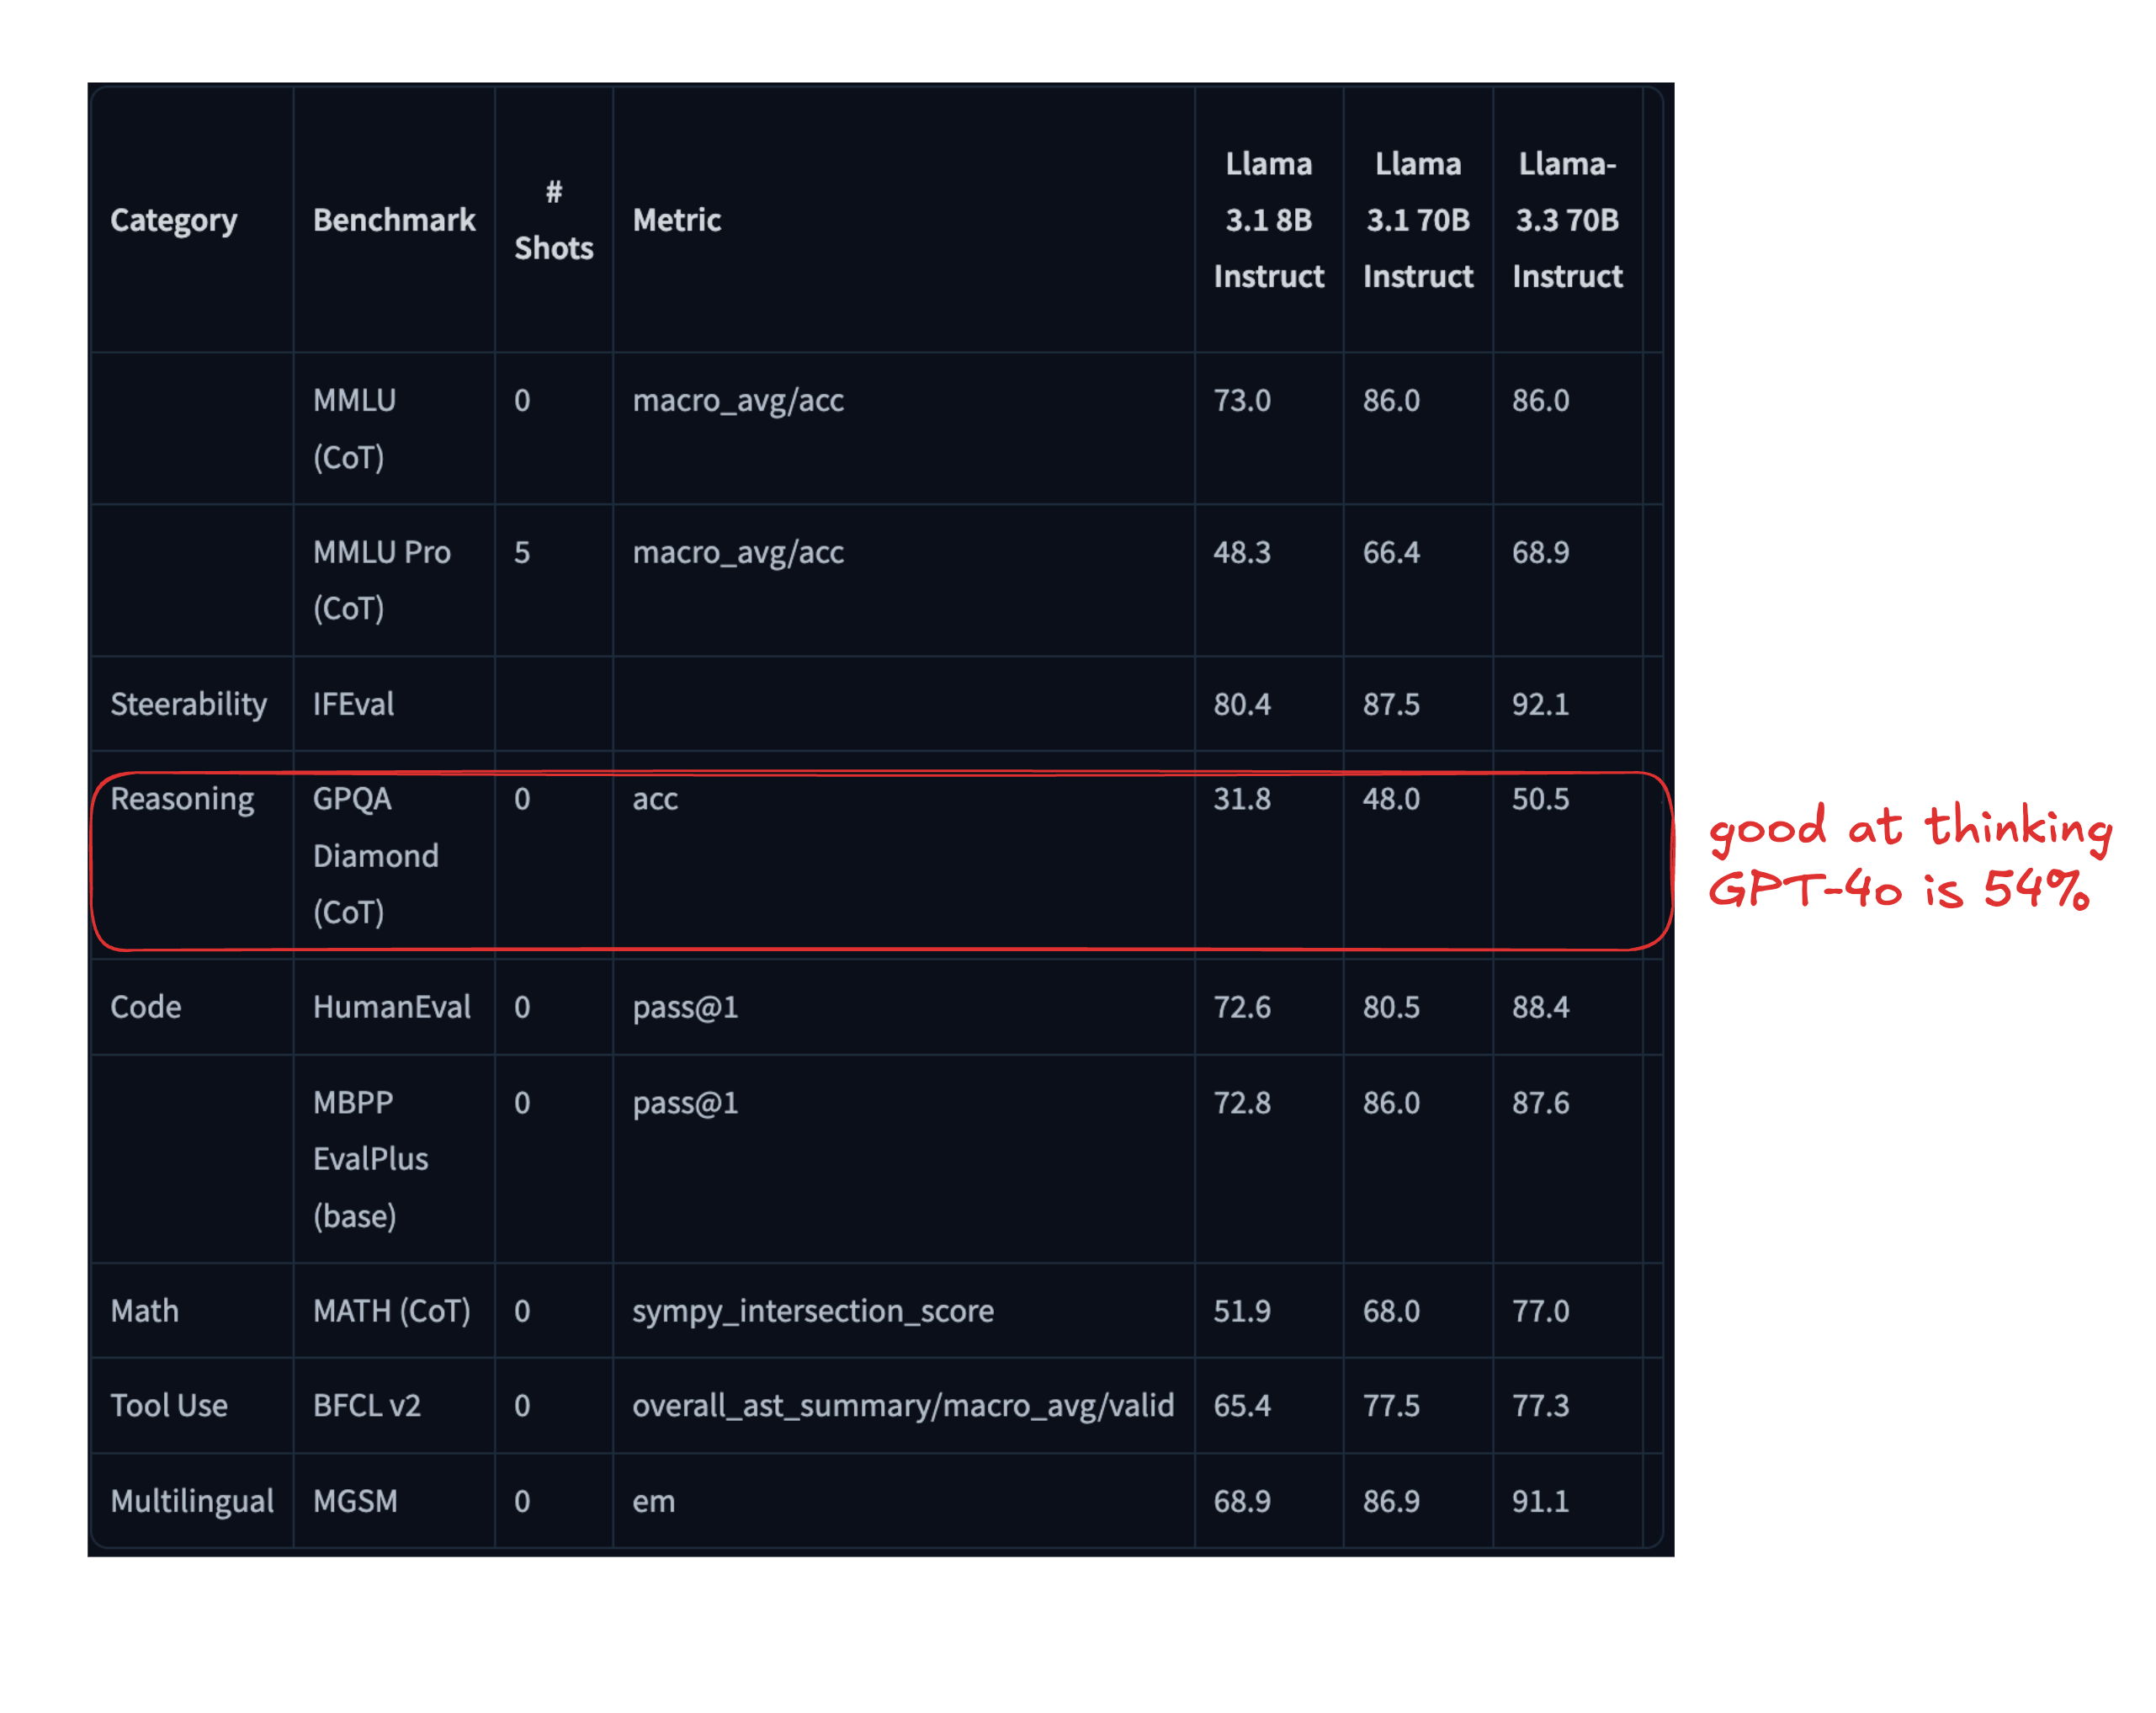 Category Benchmark # Shots Metric Llama 3.1 8B Instruct Llama 3.1 70B Instruct Llama-3.3 70B Instruct
MMLU (CoT) 0 macro_avg/acc 73.0 86.0 86.0
MMLU Pro (CoT) 5 macro_avg/acc 48.3 66.4 68.9
Steerability IFEval 80.4 87.5 92.1
Reasoning GPQA Diamond (CoT) 0 acc 31.8 48.0 50.5
good at thinking
GPT-4o is 54%
Code HumanEval 0 pass@1 72.6 80.5 88.4
MBPP EvalPlus (base) 0 pass@1 72.8 86.0 87.6
Math MATH (CoT) 0 sympy_intersection_score 51.9 68.0 77.0
Tool Use BFCL v2 0 overall_ast_summary/macro_avg/valid 65.4 77.5 77.3
Multilingual MGSM 0 em 68.9 86.9 91.1